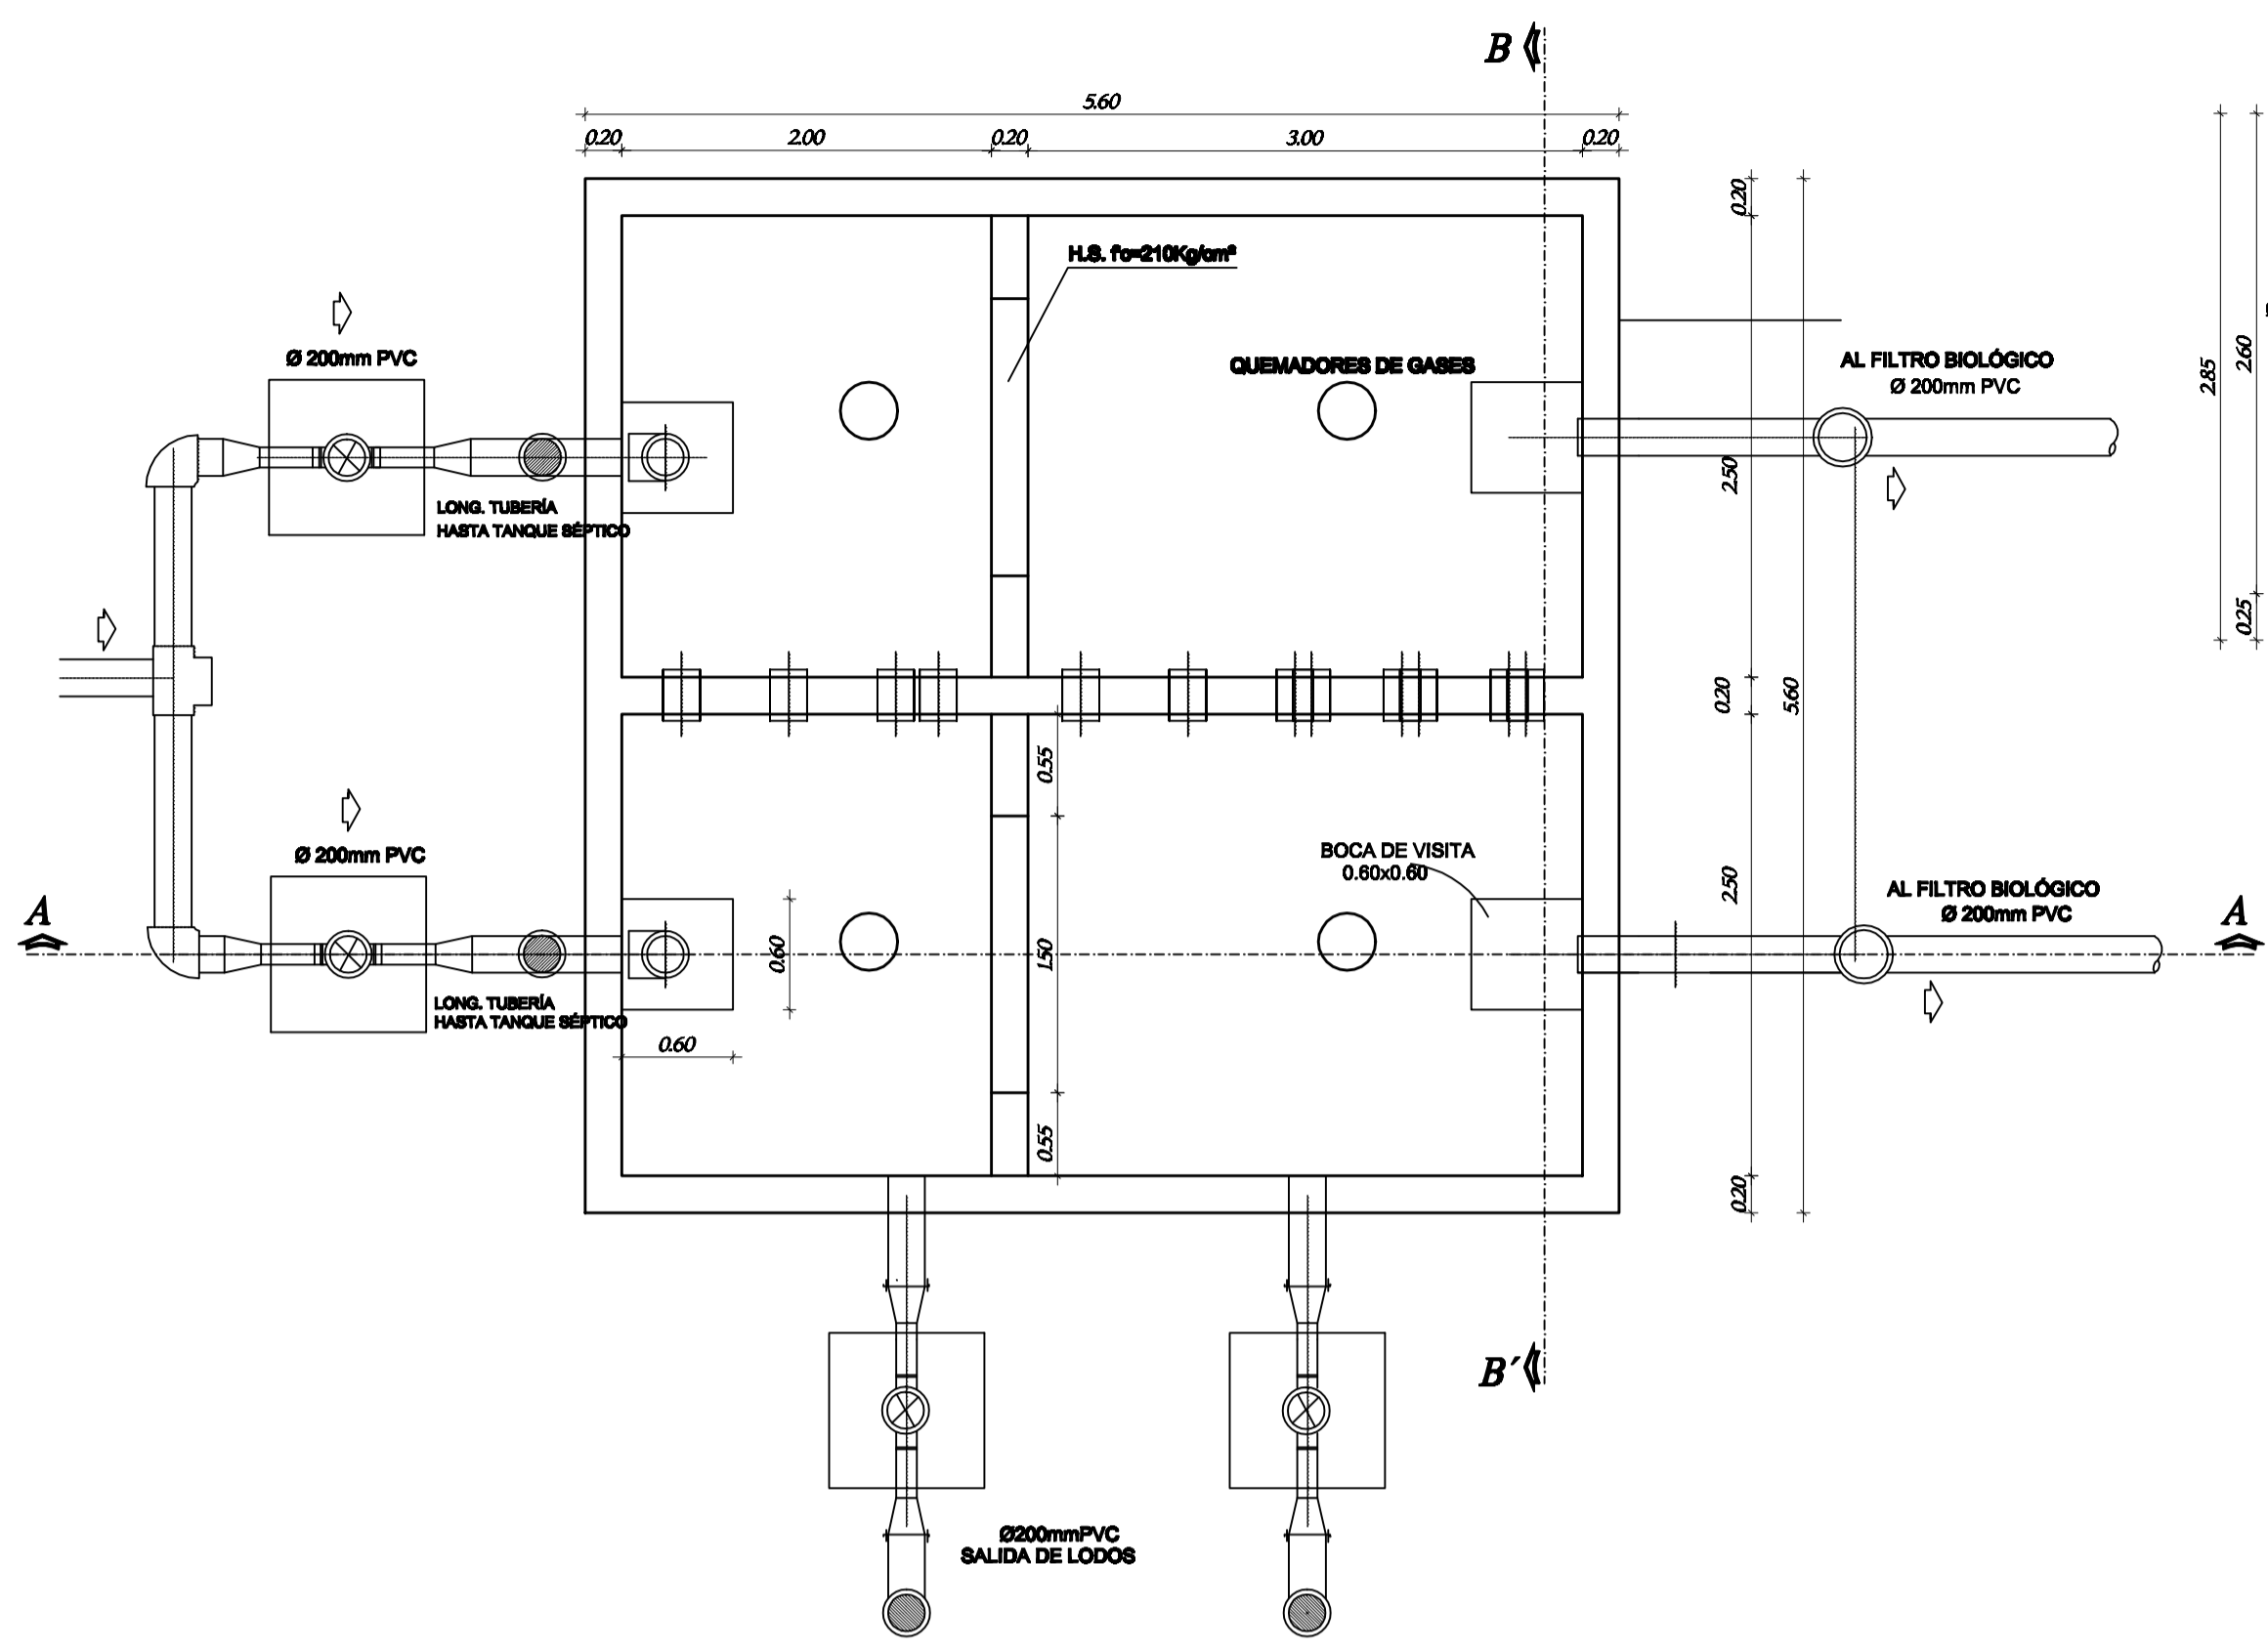 B
5.60
0.20
2.00
0.20
3.00
0.20
0.20
H.S. f'c=210Kg/cm²
Ø 200mm PVC
QUEMADORES DE GASES
AL FILTRO BIOLÓGICO
Ø 200mm PVC
2.85
2.60
2.50
LONG. TUBERÍA
HASTA TANQUE SÉPTICO
0.25
0.20
5.60
0.55
Ø 200mm PVC
BOCA DE VISITA
0.60x0.60
2.50
AL FILTRO BIOLÓGICO
Ø 200mm PVC
A
A
0.60
1.50
LONG. TUBERÍA
HASTA TANQUE SÉPTICO
0.60
0.55
0.20
B´
Ø200mmPVC
SALIDA DE LODOS